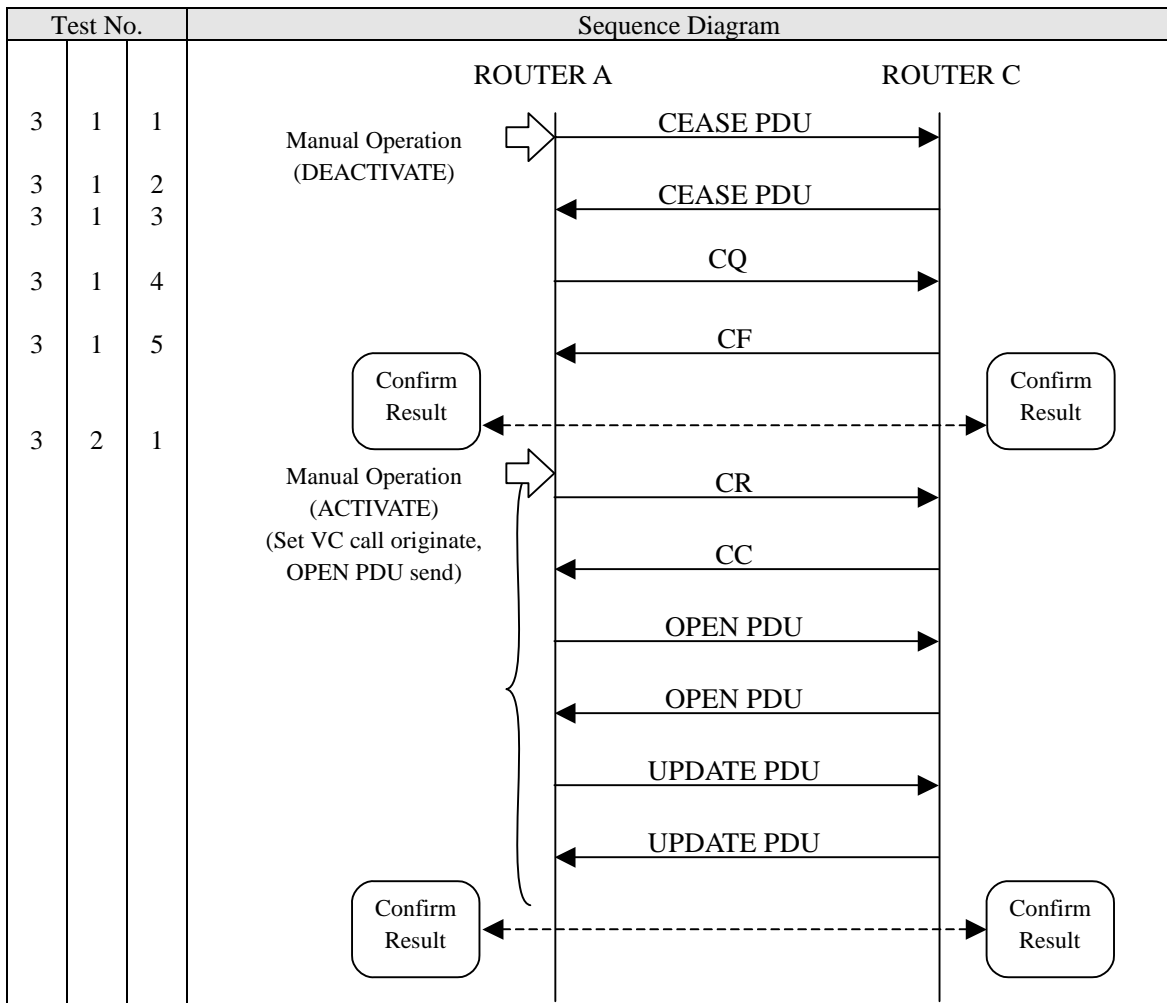 Test No. Sequence Diagram
ROUTER A ROUTER C
3 1 1
Manual Operation
(DEACTIVATE)
CEASE PDU
3 1 2
3 1 3
CEASE PDU
3 1 4
CQ
3 1 5
CF
Confirm
Result
Confirm
Result
3 2 1
Manual Operation
(ACTIVATE)
(Set VC call originate,
OPEN PDU send)
CR
CC
OPEN PDU
OPEN PDU
UPDATE PDU
UPDATE PDU
Confirm
Result
Confirm
Result